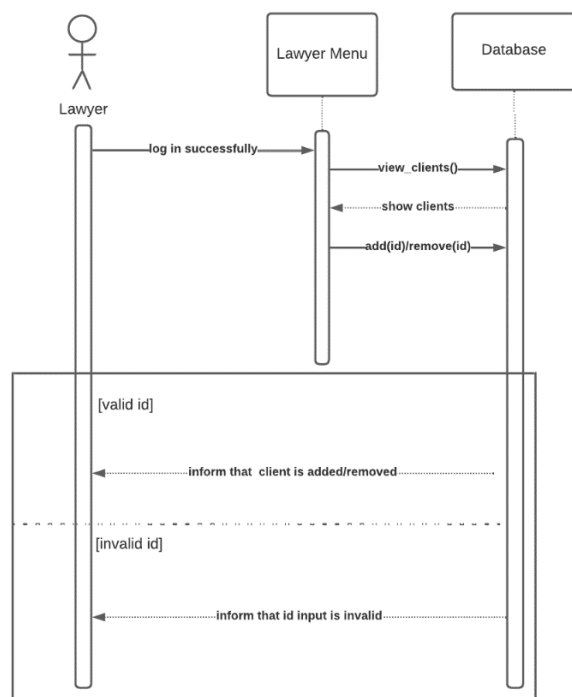 Lawyer Menu
Database
Lawyer
log in successfully
view_clients()
show clients
add(id)/remove(id)
[valid id]
inform that client is added/removed
[invalid id]
inform that id input is invalid